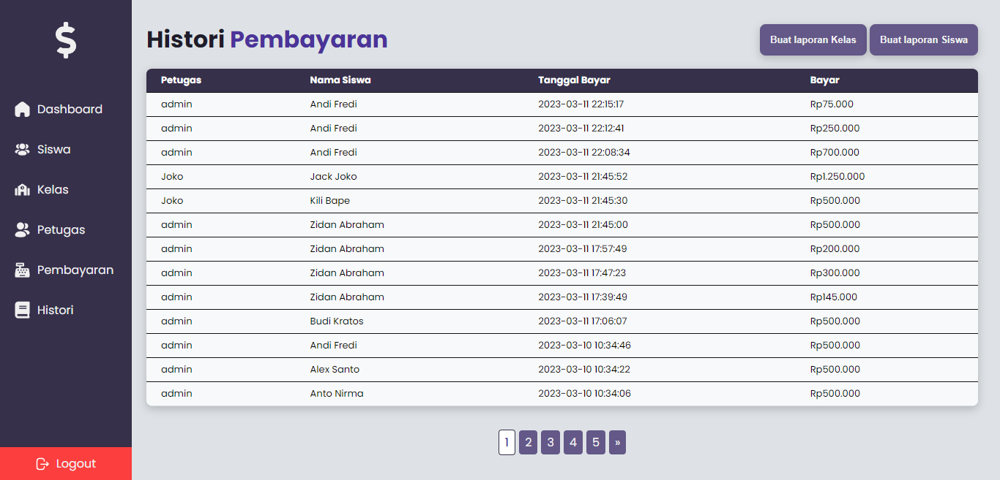 $
Histori Pembayaran
Buat laporan Kelas
Buat laporan Siswa
Dashboard
Siswa
Kelas
Petugas
Pembayaran
Histori
Logout
Petugas Nama Siswa Tanggal Bayar Bayar
admin Andi Fredi 2023-03-11 22:15:17 Rp75.000
admin Andi Fredi 2023-03-11 22:12:41 Rp250.000
admin Andi Fredi 2023-03-11 22:08:34 Rp700.000
Joko Jack Joko 2023-03-11 21:45:52 Rp1.250.000
Joko Kili Bape 2023-03-11 21:45:30 Rp500.000
admin Zidan Abraham 2023-03-11 21:45:00 Rp500.000
admin Zidan Abraham 2023-03-11 17:57:49 Rp200.000
admin Zidan Abraham 2023-03-11 17:47:23 Rp300.000
admin Zidan Abraham 2023-03-11 17:39:49 Rp145.000
admin Budi Kratos 2023-03-11 17:06:07 Rp500.000
admin Andi Fredi 2023-03-10 10:34:46 Rp500.000
admin Alex Santo 2023-03-10 10:34:22 Rp500.000
admin Anto Nirma 2023-03-10 10:34:06 Rp500.000
1 2 3 4 5 »